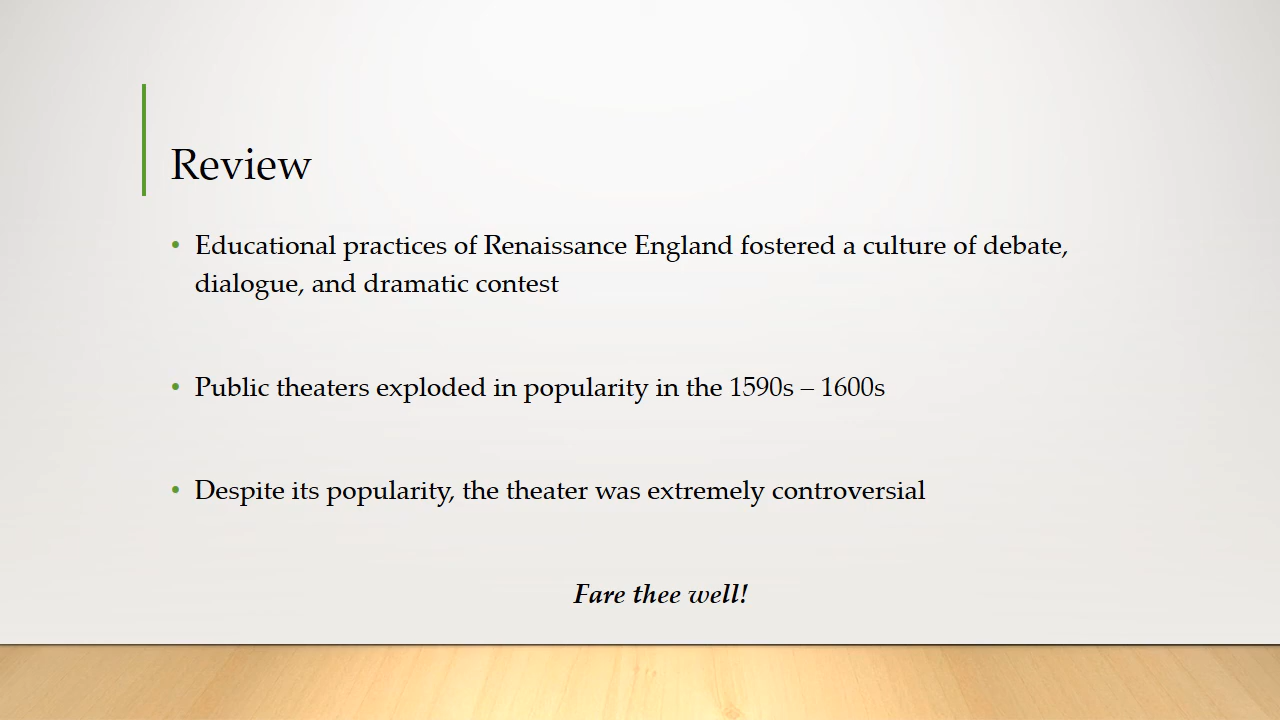 Review
• Educational practices of Renaissance England fostered a culture of debate,
dialogue, and dramatic contest
• Public theaters exploded in popularity in the 1590s – 1600s
• Despite its popularity, the theater was extremely controversial
Fare thee well!